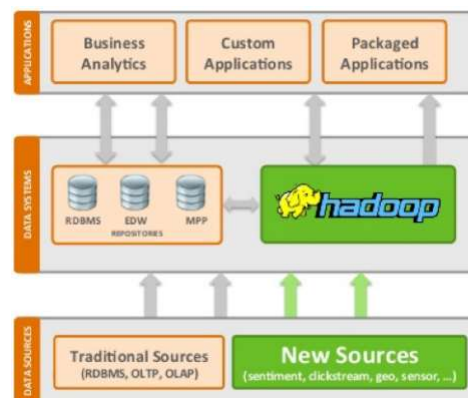 APPLICATIONS
Business
Analytics
Custom
Applications
Packaged
Applications
DATA SYSTEMS
RDBMS
EDW
MPP
REPOSITORIES
hadoop
DATA SOURCES
Traditional Sources
(RDBMS, OLTP, OLAP)
New Sources
(sentiment, clickstream, geo, sensor, ...)